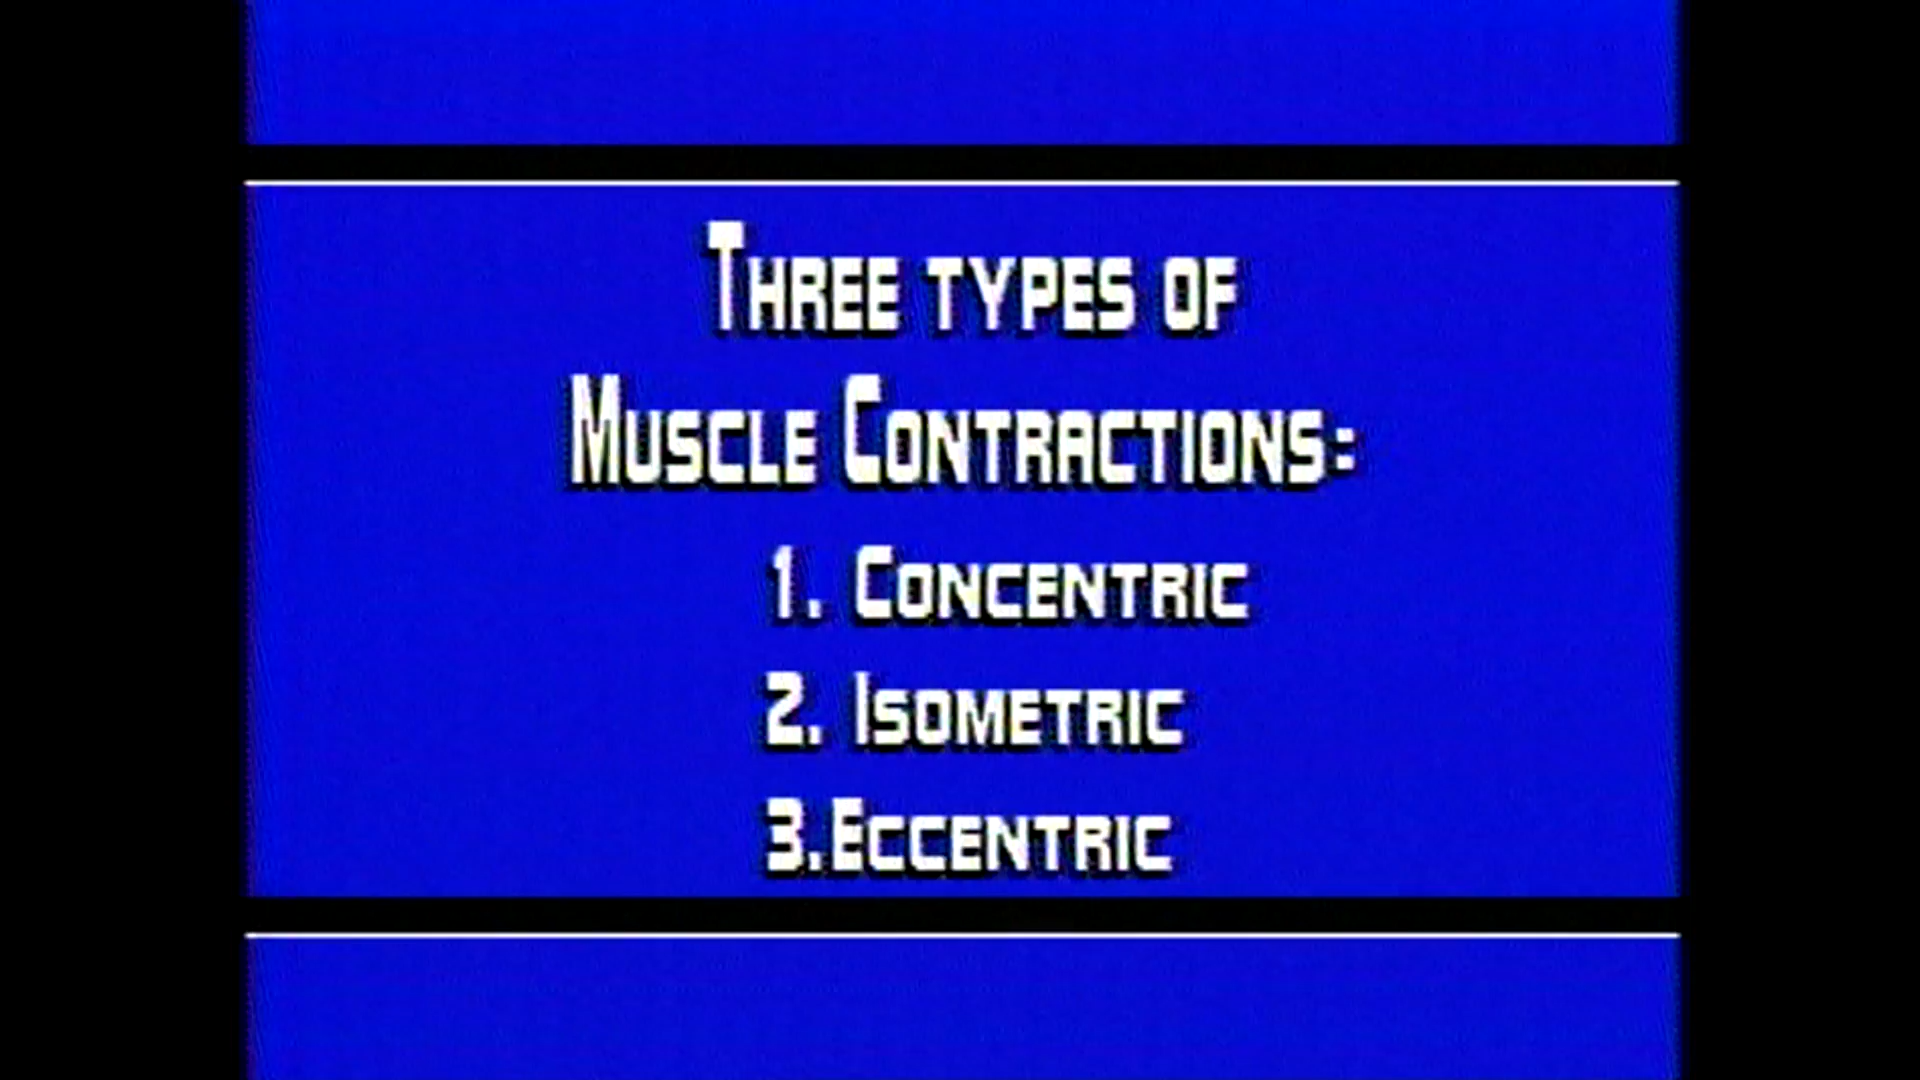 Three types of
Muscle Contractions:
1. Concentric
2. Isometric
3.Eccentric